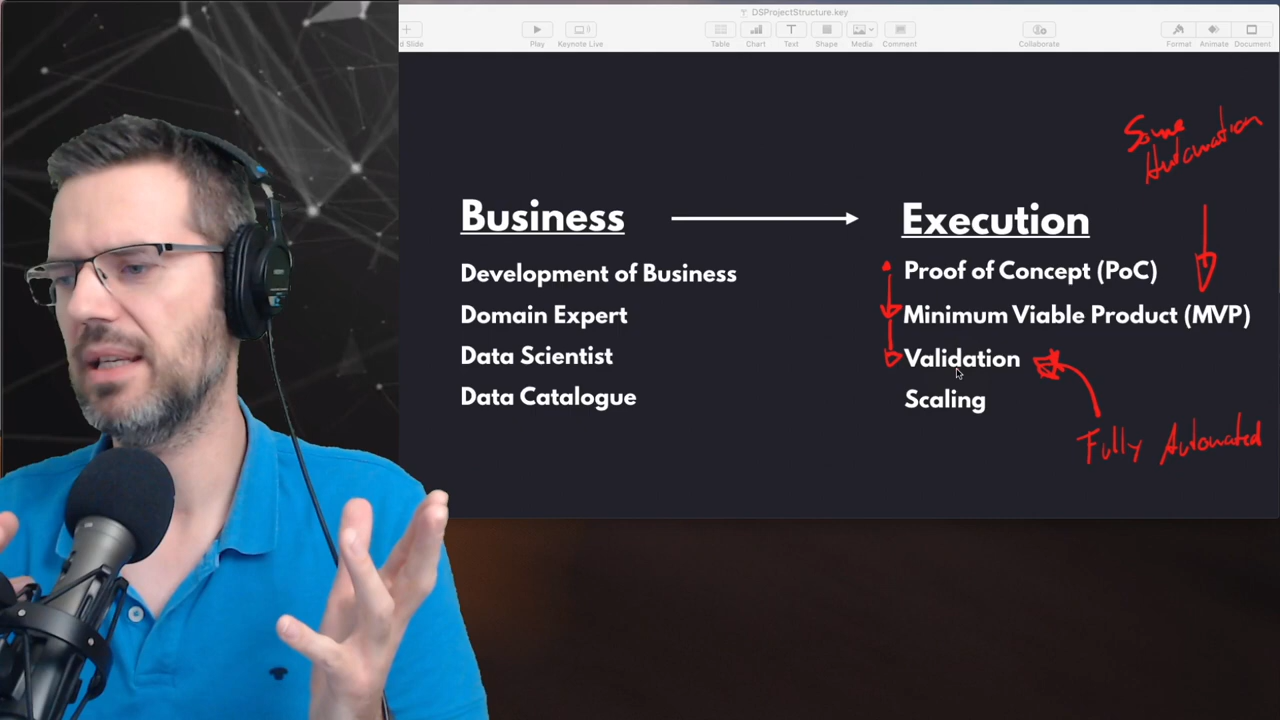 DSProjectStructure.key
d Slide
Play
Keynote Live
Table
Chart
Text
Shape
Media
Comment
Collaborate
Format
Animate
Document
Some
Automation
Business
Execution
Development of Business
Proof of Concept (PoC)
Domain Expert
Minimum Viable Product (MVP)
Data Scientist
Validation
Data Catalogue
Scaling
Fully Automated